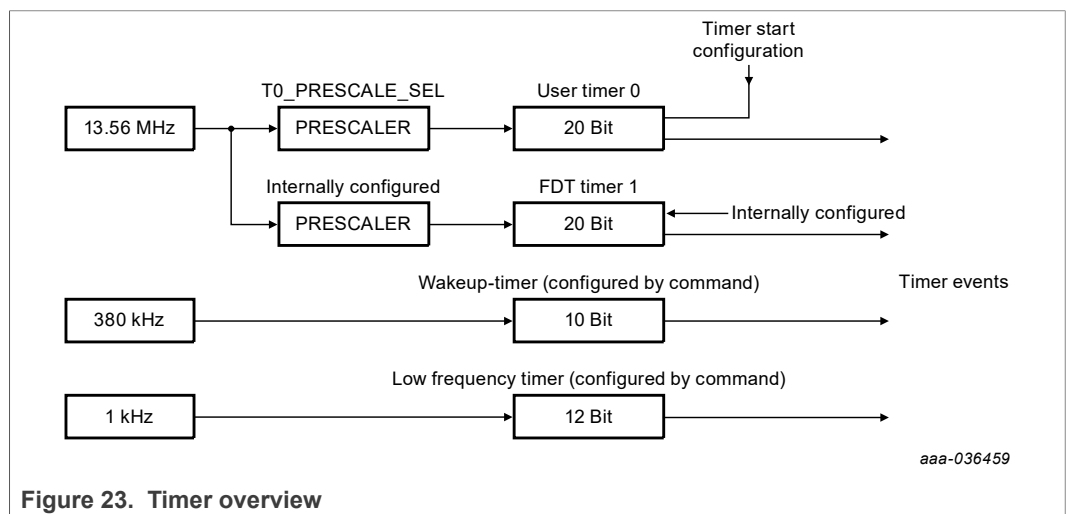 Timer start
configuration
T0_PRESCALE_SEL
User timer 0
13.56 MHz
PRESCALER
20 Bit
Internally configured
FDT timer 1
PRESCALER
20 Bit
Internally configured
Wakeup-timer (configured by command)
Timer events
380 kHz
10 Bit
Low frequency timer (configured by command)
1 kHz
12 Bit
aaa-036459
Figure 23. Timer overview